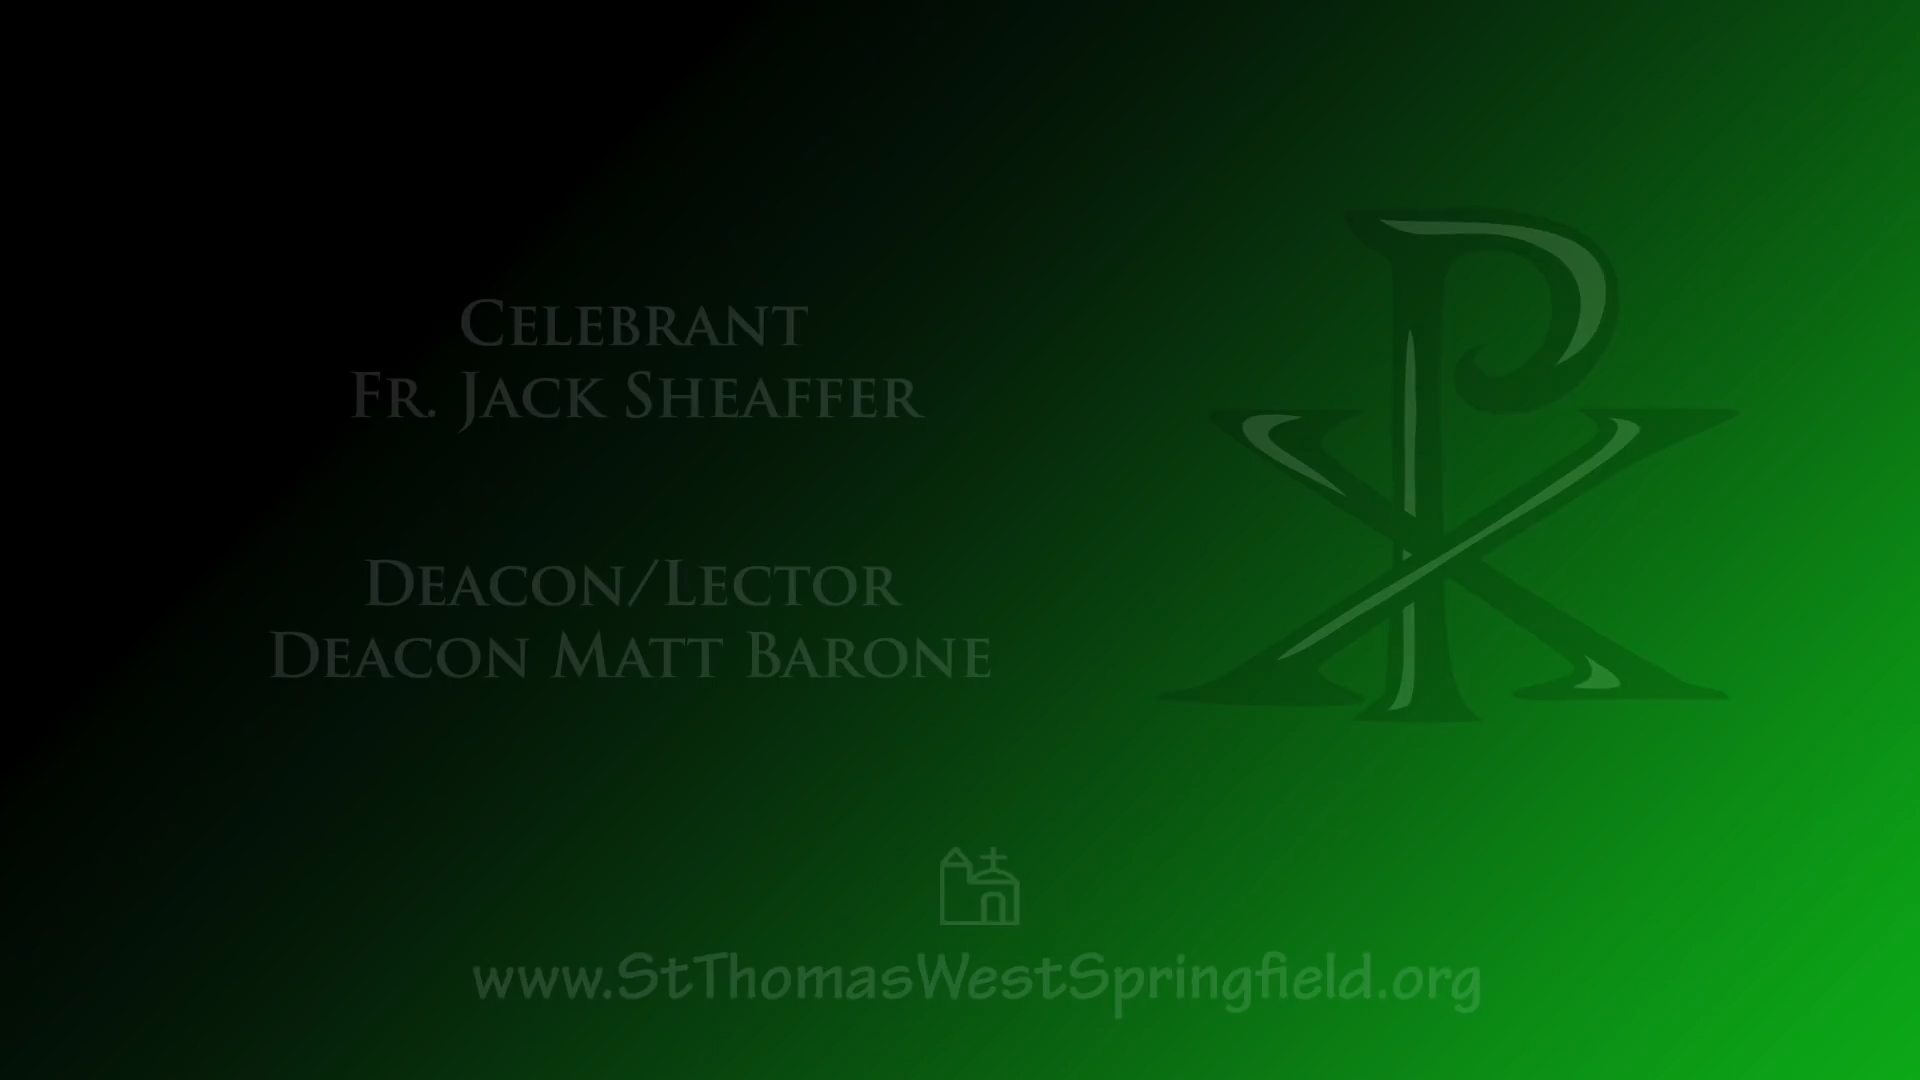 Celebrant
Fr. Jack Sheaffer
Deacon/Lector
Deacon Matt Barone
www.StThomasWestSpringfield.org